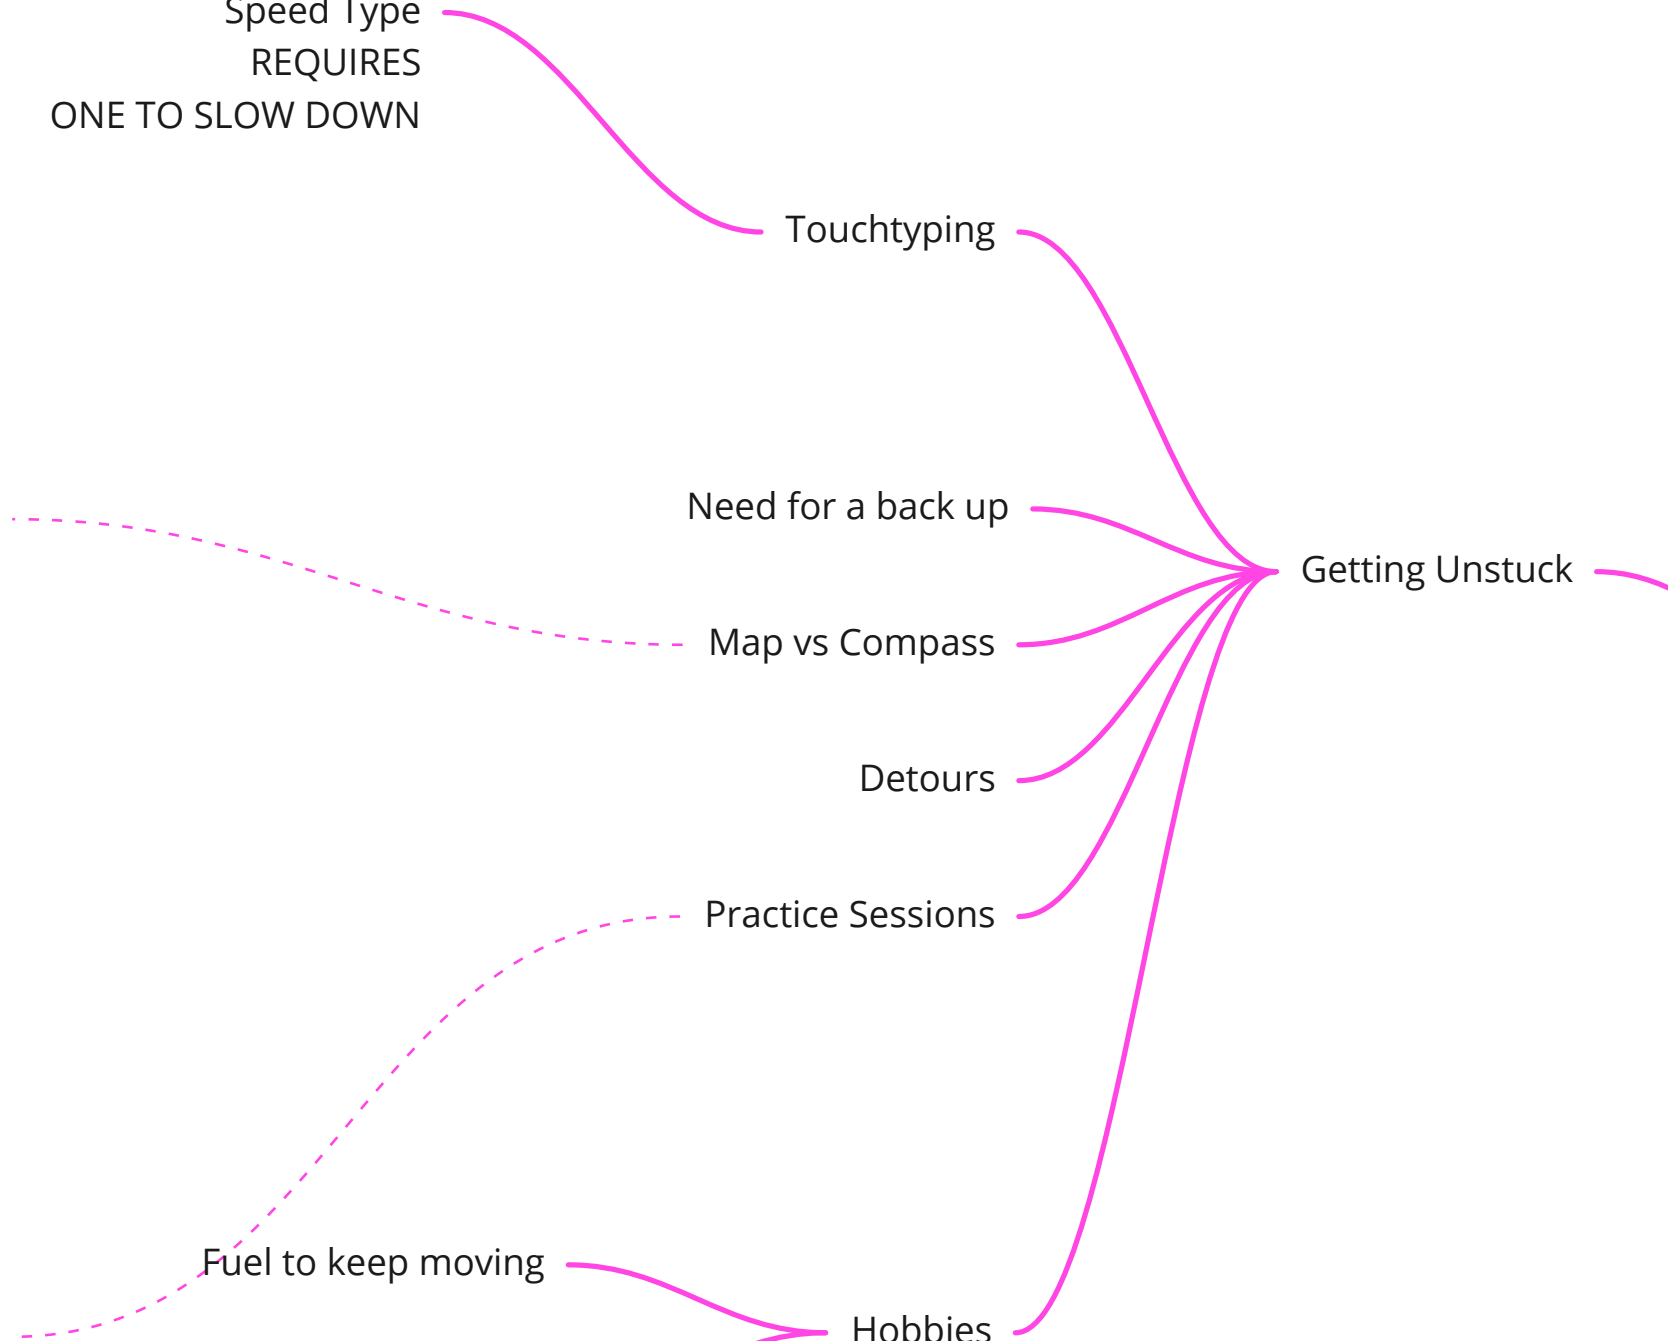 Speed Type
REQUIRES
ONE TO SLOW DOWN
Touchtyping
Need for a back up
Getting Unstuck
Map vs Compass
Detours
Practice Sessions
Fuel to keep moving
Hobbies